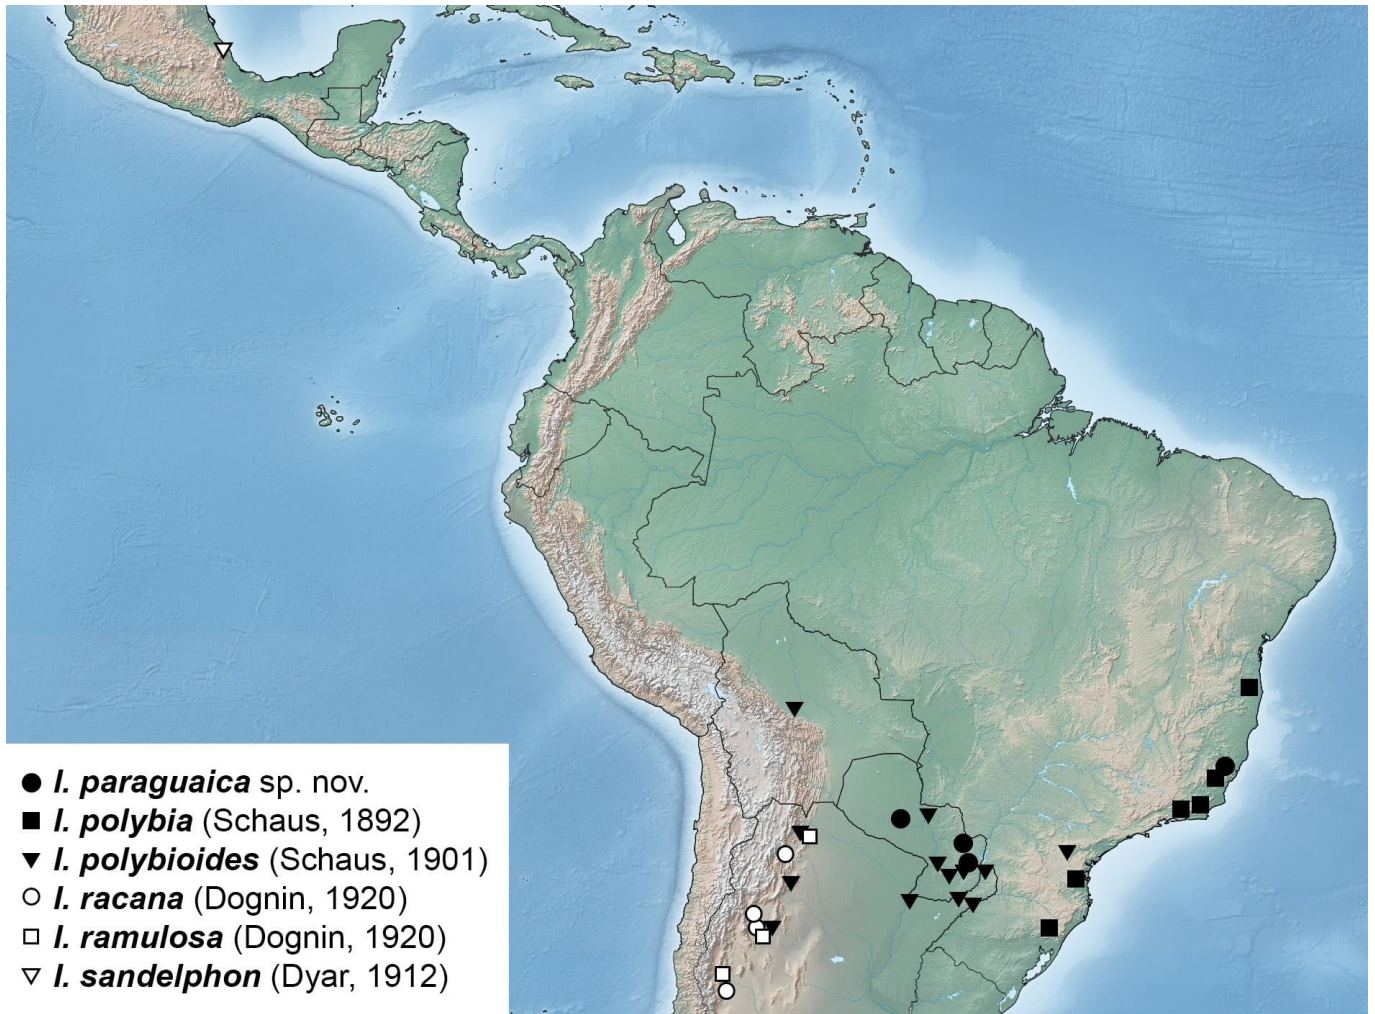 I. paraguaica sp. nov.
I. polybia (Schaus, 1892)
I. polybioides (Schaus, 1901)
I. racana (Dognin, 1920)
I. ramulosa (Dognin, 1920)
I. sandelphon (Dyar, 1912)